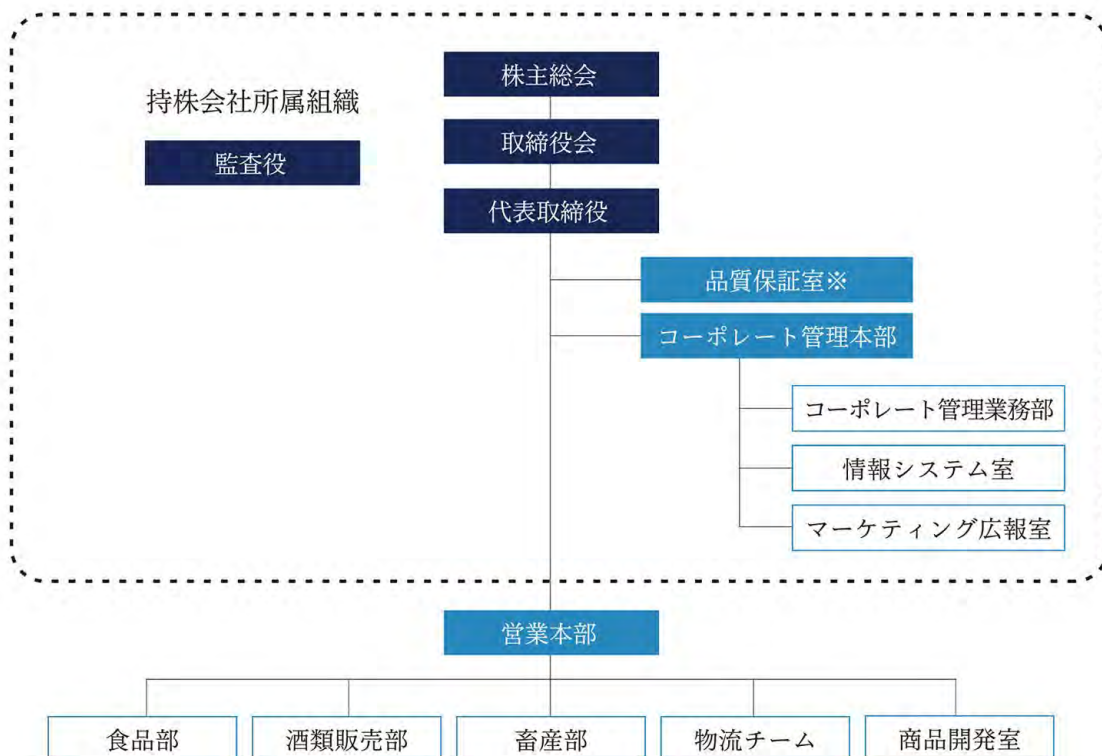 株主総会
持株会社所属組織
取締役会
監査役
代表取締役
品質保証室※
コーポレート管理本部
コーポレート管理業務部
情報システム室
マーケティング広報室
営業本部
食品部
酒類販売部
畜産部
物流チーム
商品開発室